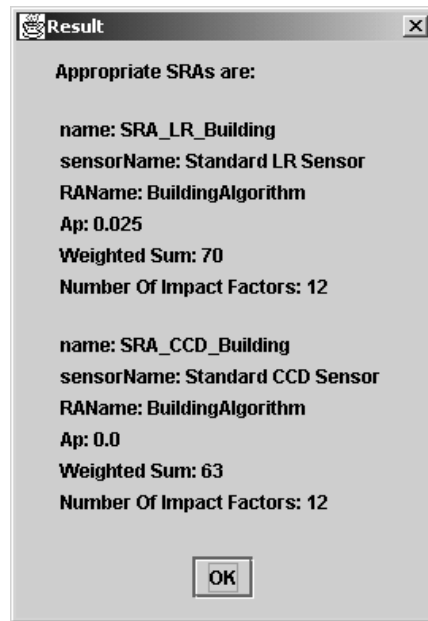 Result
Appropriate SRAs are:
name: SRA_LR_Building
sensorName: Standard LR Sensor
RAName: BuildingAlgorithm
Ap: 0.025
Weighted Sum: 70
Number Of Impact Factors: 12
name: SRA_CCD_Building
sensorName: Standard CCD Sensor
RAName: BuildingAlgorithm
Ap: 0.0
Weighted Sum: 63
Number Of Impact Factors: 12
OK